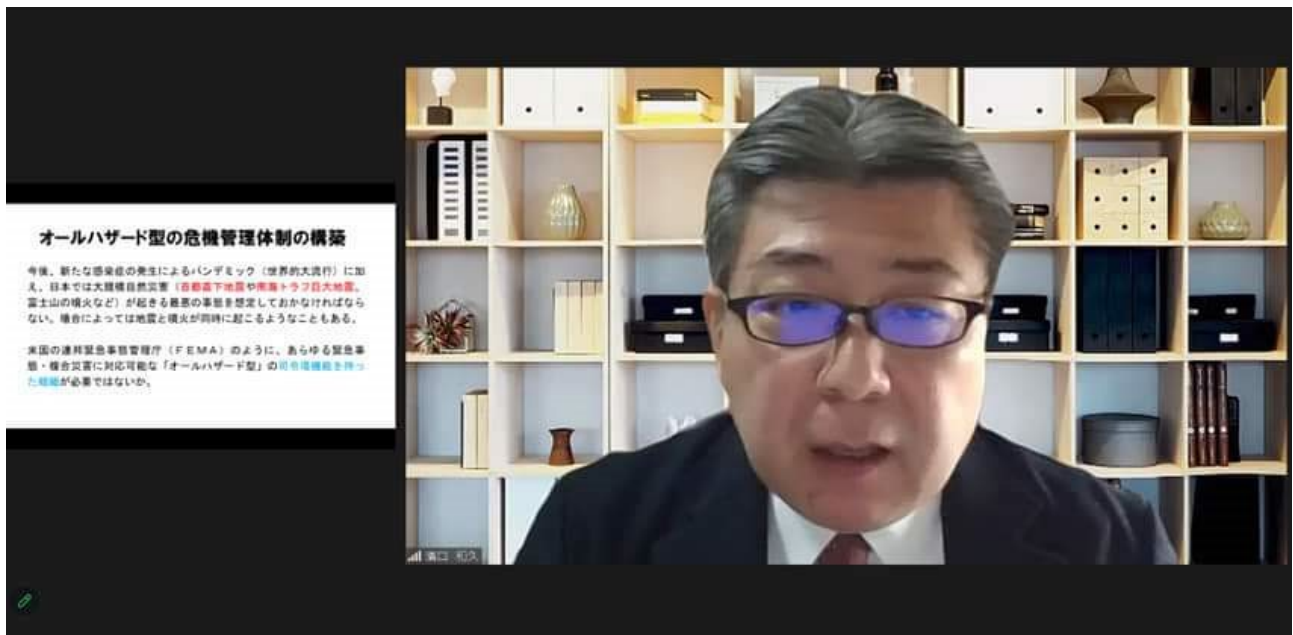 オールハザード型の危機管理体制の構築
今後、新たな感染症の発生によるパンデミック（世界的大流行）に加
え、日本では大規模自然災害（首都直下地震や南海トラフ巨大地震、
富士山の噴火など）が起きる最悪の事態を想定しておかなければなら
ない。場合によっては地震と噴火が同時に起こるようなこともある。
米国の連邦緊急事態管理庁（ＦＥＭＡ）のように、あらゆる緊急事
態・複合災害に対応可能な「オールハザード型」の司令塔機能を持っ
た組織が必要ではないか。
濱口 和久